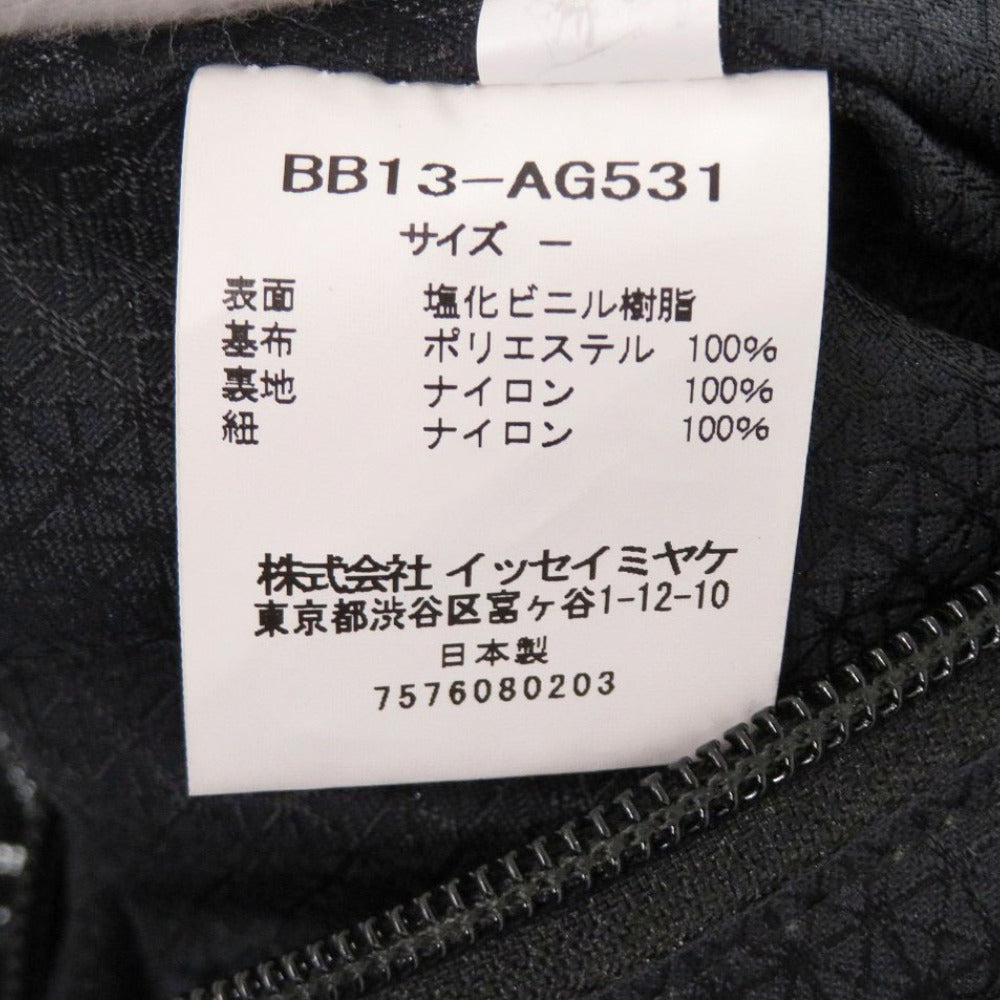 BB13-AG531
サイズ －
表面 塩化ビニル樹脂
基布 ポリエステル 100%
裏地 ナイロン 100%
紐 ナイロン 100%
株式会社 イッセイミヤケ
東京都渋谷区富ヶ谷1-12-10
日本製
7576080203